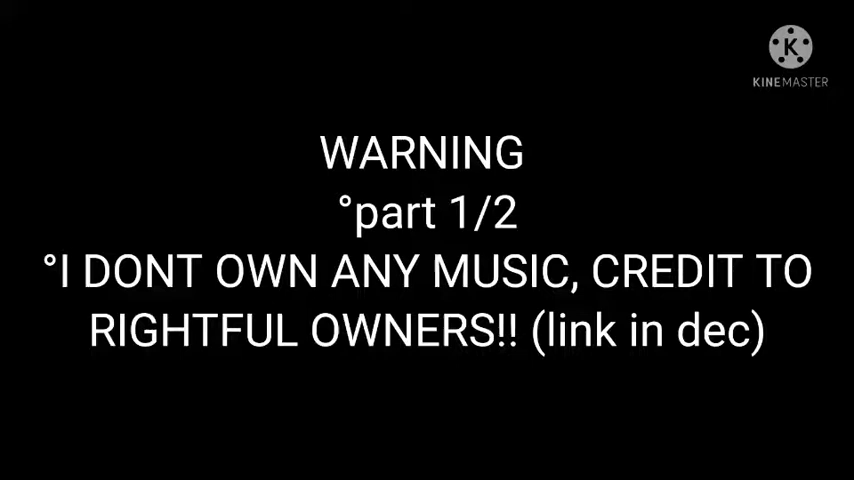 K
KINEMASTER
WARNING
°part 1/2
°I DONT OWN ANY MUSIC, CREDIT TO
RIGHTFUL OWNERS!! (link in dec)